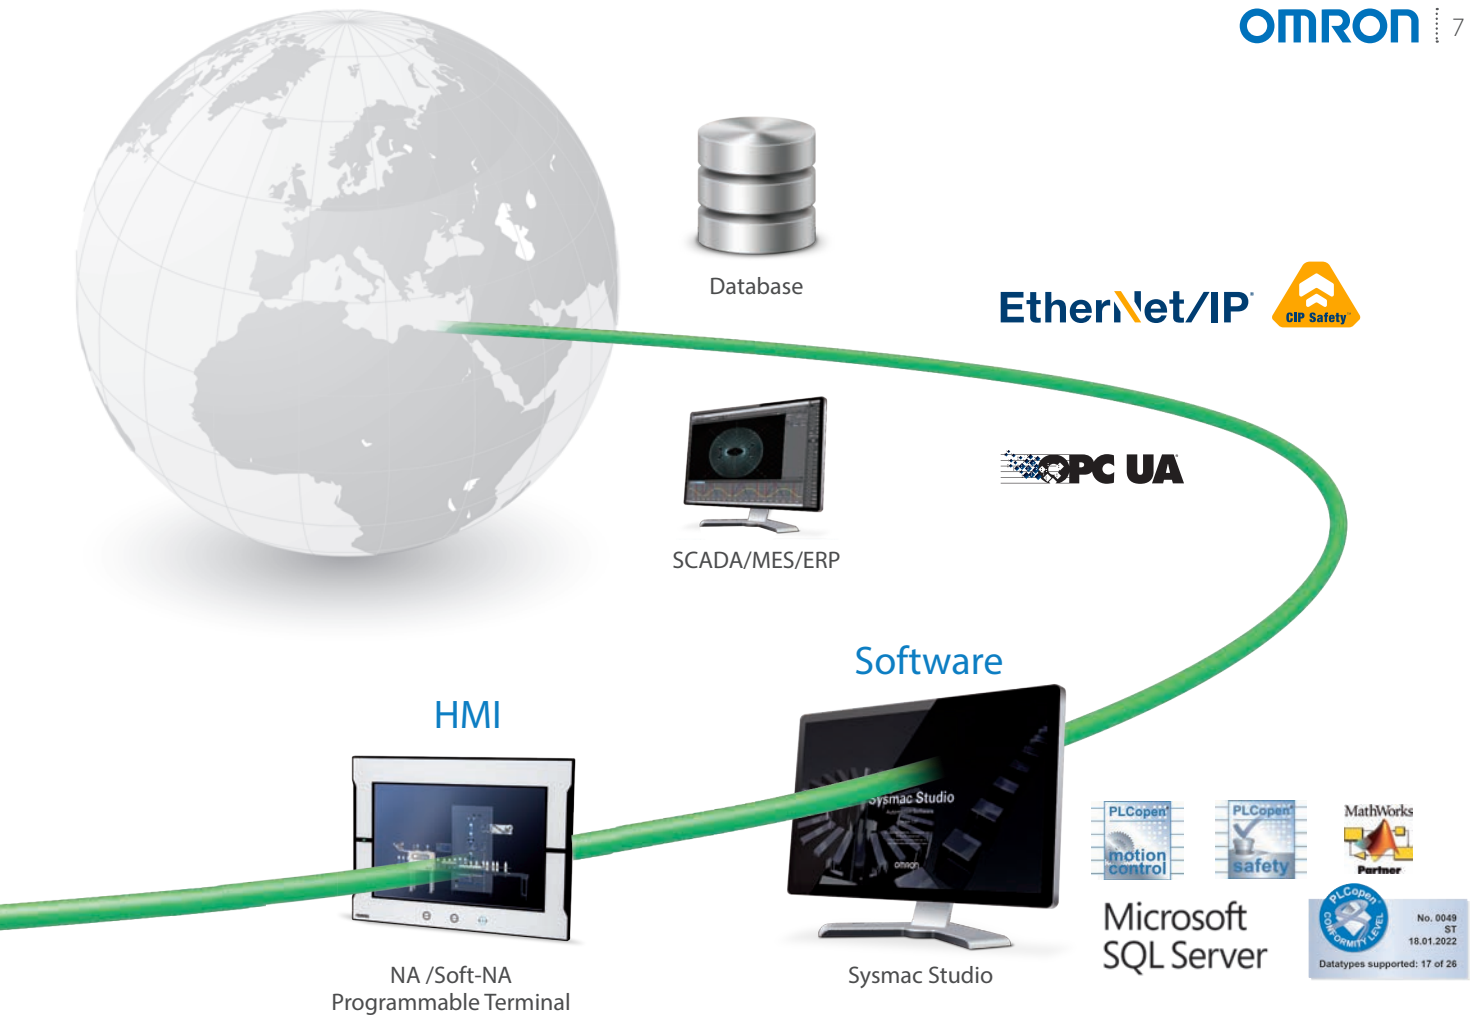 OMRON 7
Database
EtherNet/IP
CIP Safety™
OPC UA
SCADA/MES/ERP
Software
HMI
Sysmac Studio
OMRON
NA /Soft-NA
Programmable Terminal
Sysmac Studio
PLCopen
motion
control
PLCopen
safety
MathWorks
Partner
Microsoft
SQL Server
PLCopen
CONFORMITY LEVEL
No. 0049
ST
18.01.2022
Datatypes supported: 17 of 26